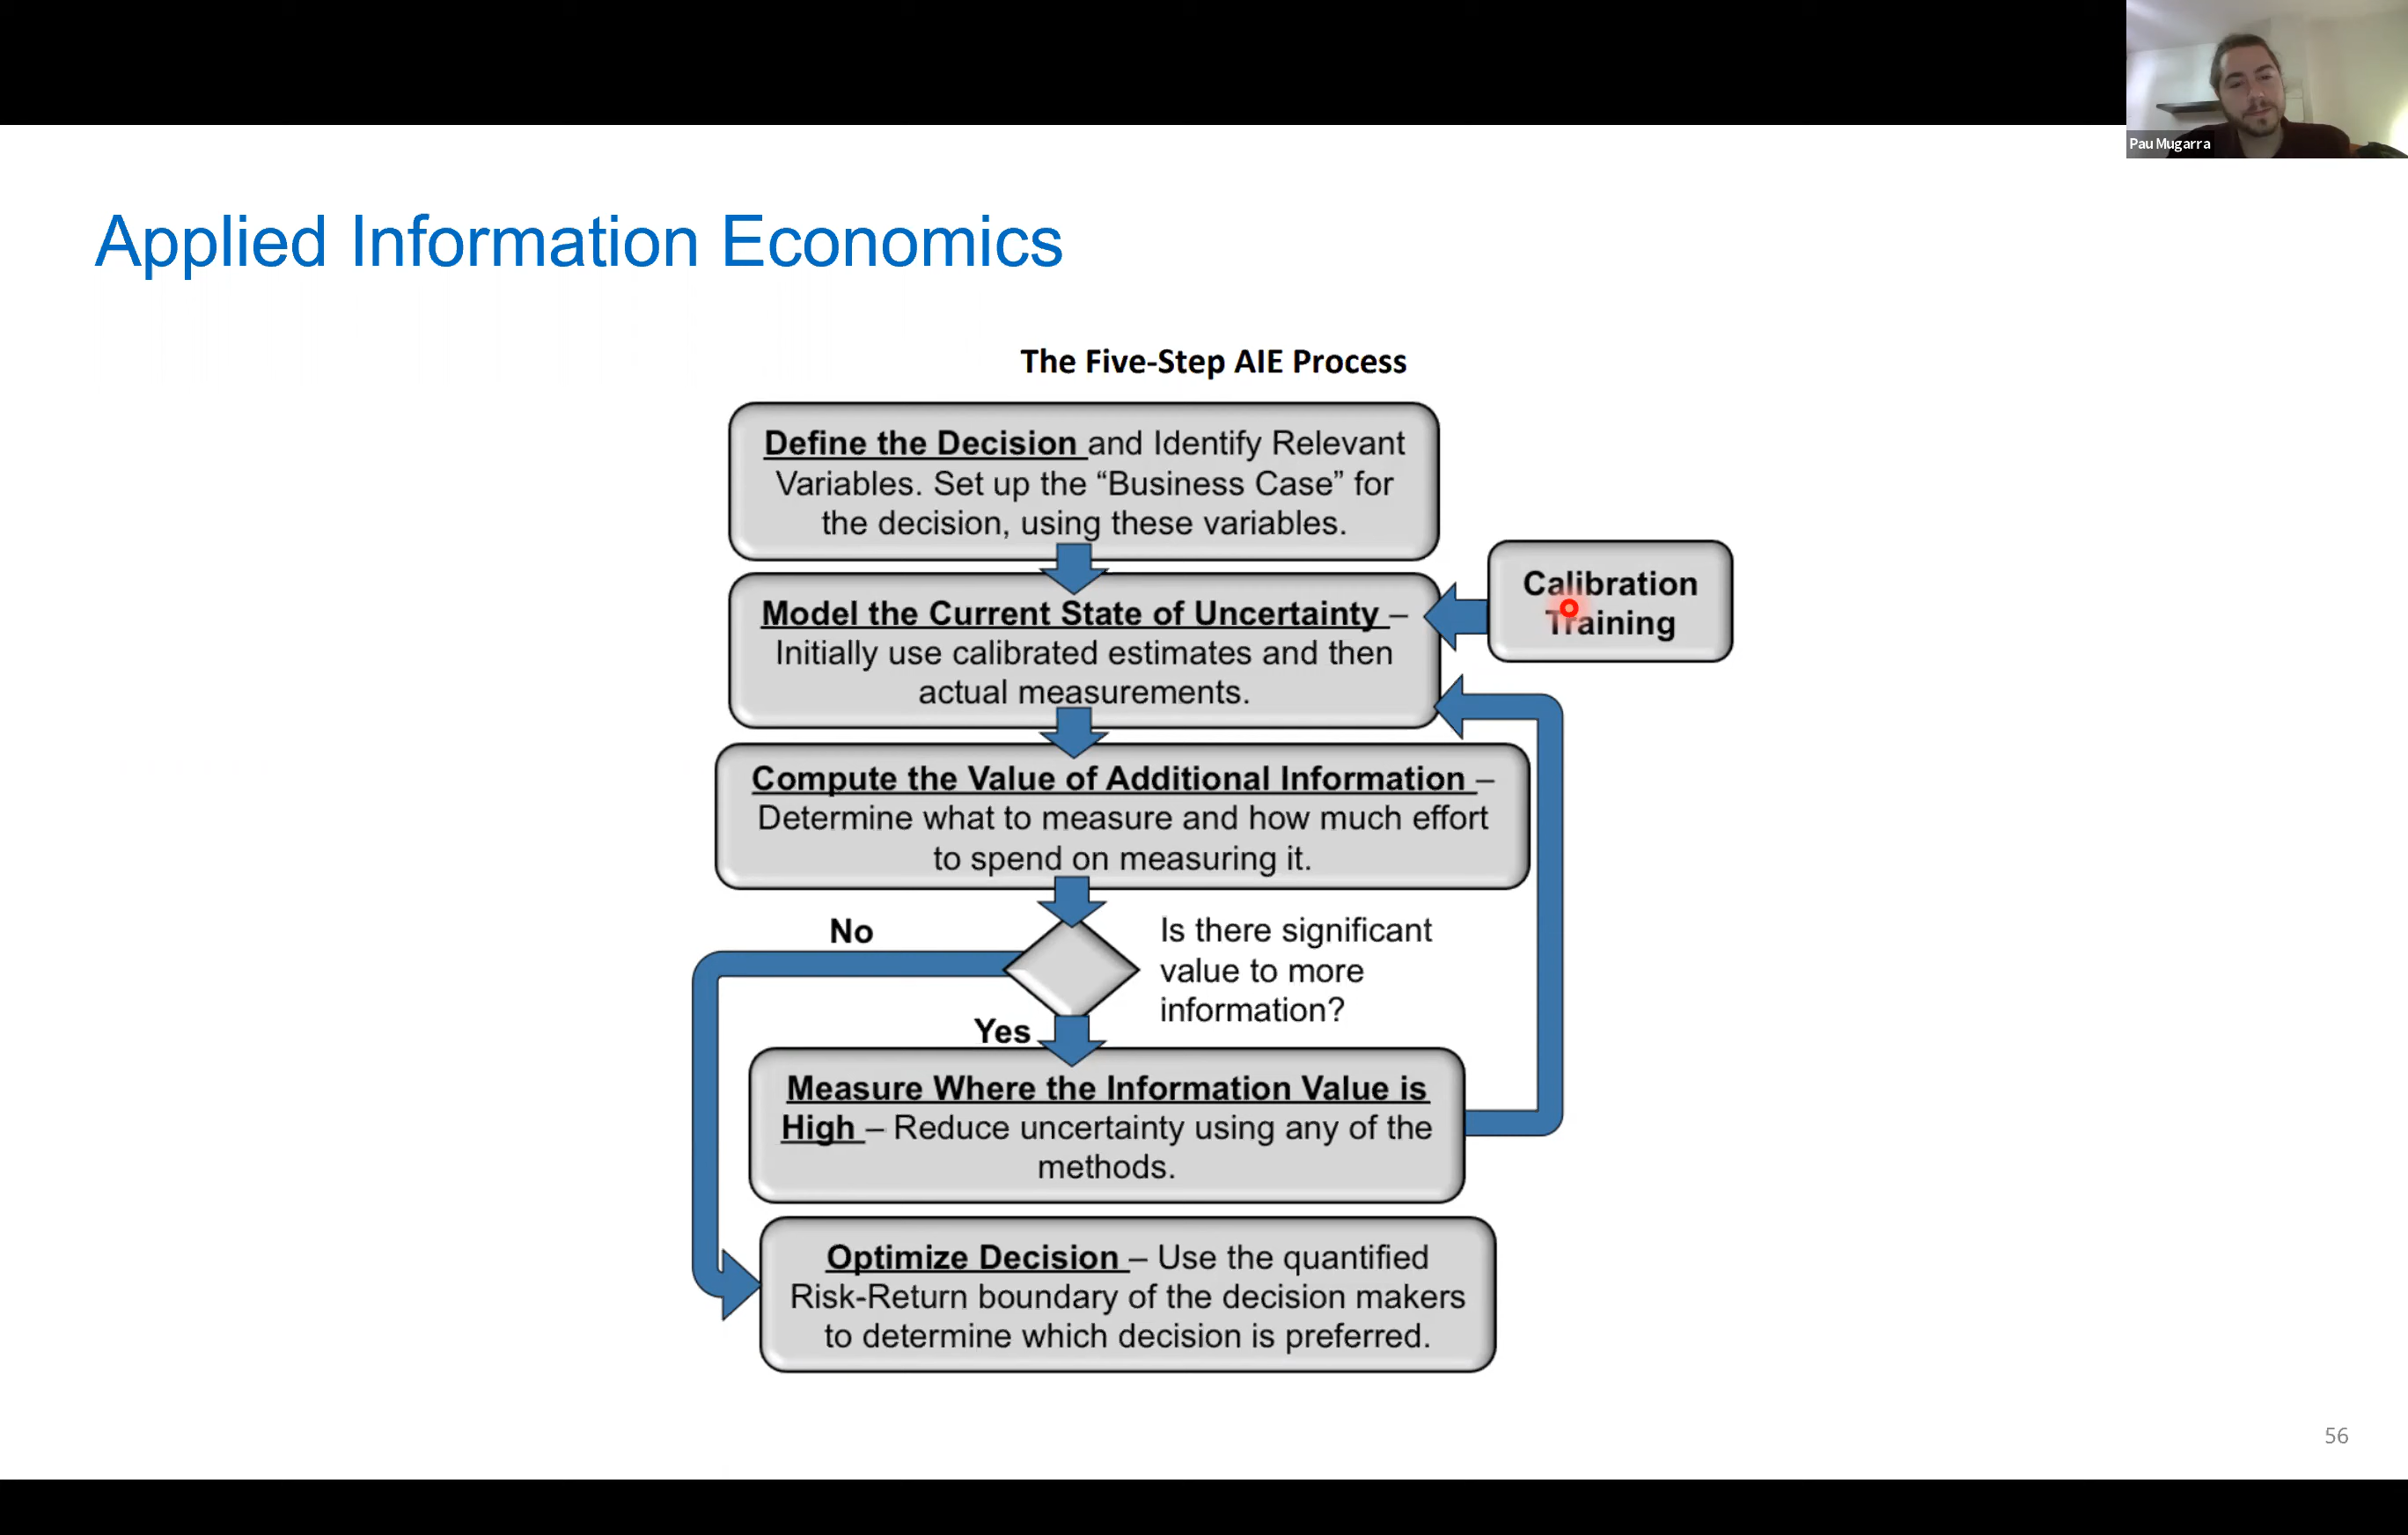 Pau Mugarra
Applied Information Economics
The Five-Step AIE Process
Define the Decision and Identify Relevant
Variables. Set up the “Business Case” for
the decision, using these variables.
Calibration
Training
Model the Current State of Uncertainty –
Initially use calibrated estimates and then
actual measurements.
Compute the Value of Additional Information –
Determine what to measure and how much effort
to spend on measuring it.
No
Is there significant
value to more
information?
Yes
Measure Where the Information Value is
High – Reduce uncertainty using any of the
methods.
Optimize Decision – Use the quantified
Risk-Return boundary of the decision makers
to determine which decision is preferred.
56